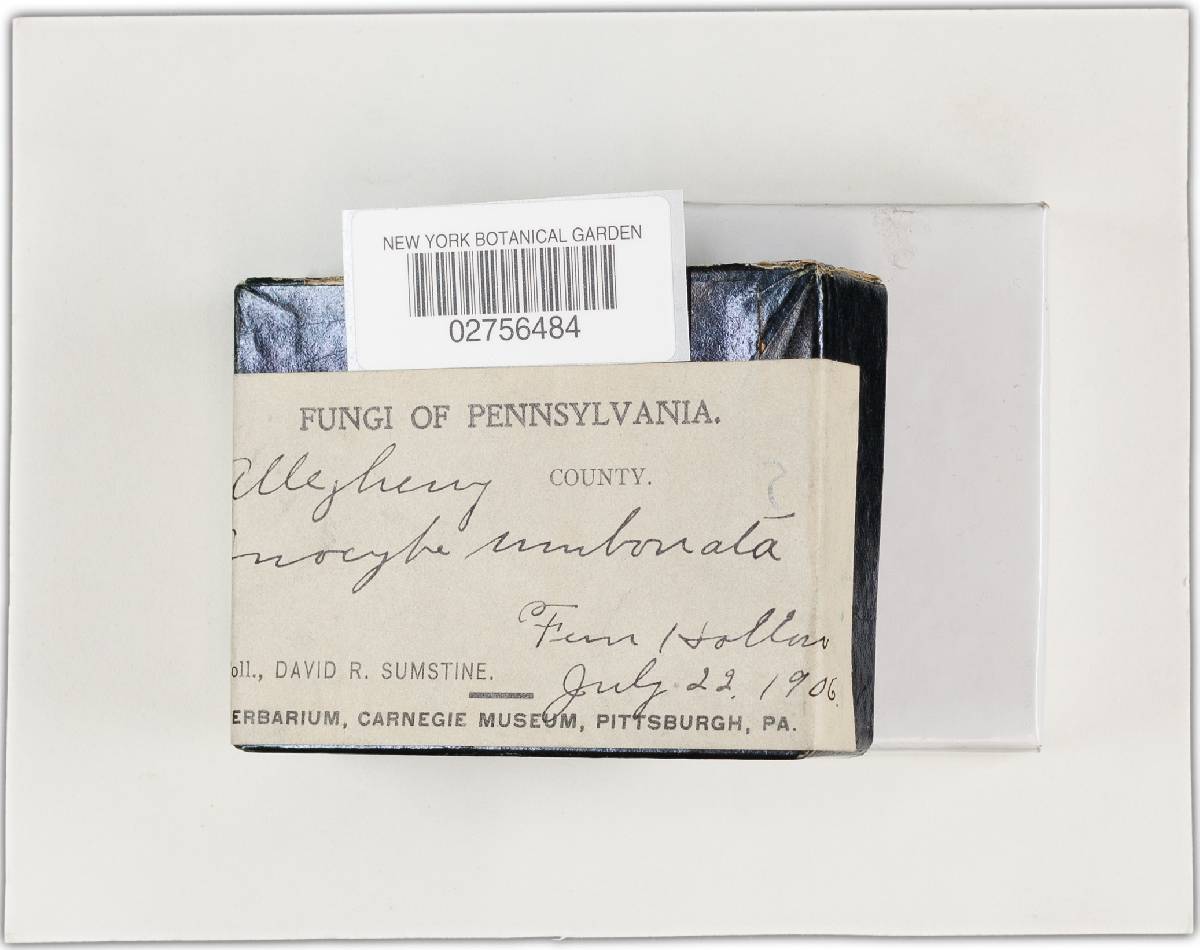 NEW YORK BOTANICAL GARDEN
02756484
FUNGI OF PENNSYLVANIA.
Allegheny COUNTY.
Inocybe umbonata
Fern Hollow
oll., DAVID R. SUMSTINE.
July 22, 1906.
ERBARIUM, CARNEGIE MUSEUM, PITTSBURGH, PA.